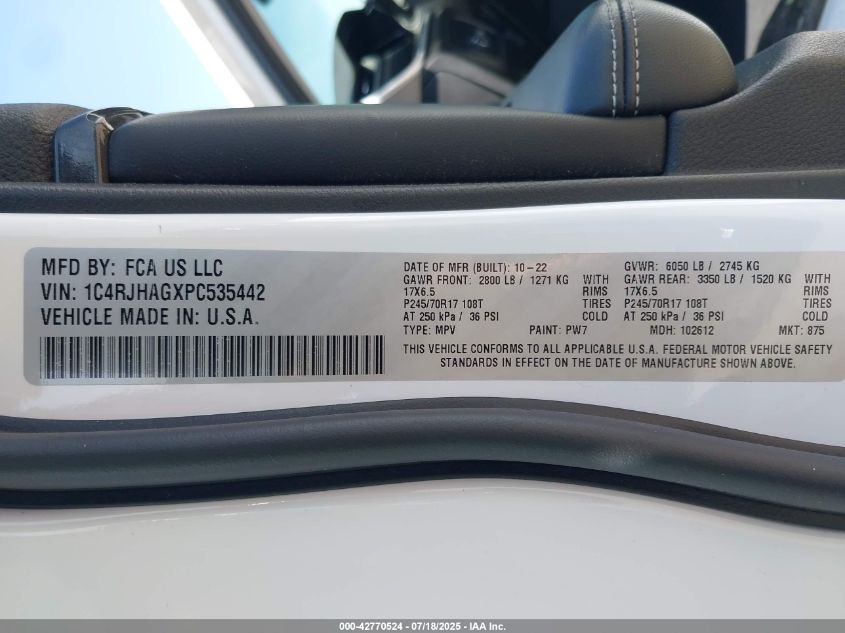 MFD BY: FCA US LLC
VIN: 1C4RJHAGXPC535442
VEHICLE MADE IN: U.S.A.
DATE OF MFR (BUILT): 10-22
GAWR FRONT: 2800 LB / 1271 KG WITH
17X6.5 RIMS
P245/70R17 108T
AT 250 kPa / 36 PSI COLD
TYPE: MPV PAINT: PW7
GVWR: 6050 LB / 2745 KG
GAWR REAR: 3350 LB / 1520 KG WITH
17X6.5 RIMS
P245/70R17 108T
AT 250 kPa / 36 PSI COLD
MDH: 102612 MKT: 875
THIS VEHICLE CONFORMS TO ALL APPLICABLE U.S.A. FEDERAL MOTOR VEHICLE SAFETY
STANDARDS IN EFFECT ON THE DATE OF MANUFACTURE SHOWN ABOVE.
000-42770524 - 07/18/2025 - IAA Inc.